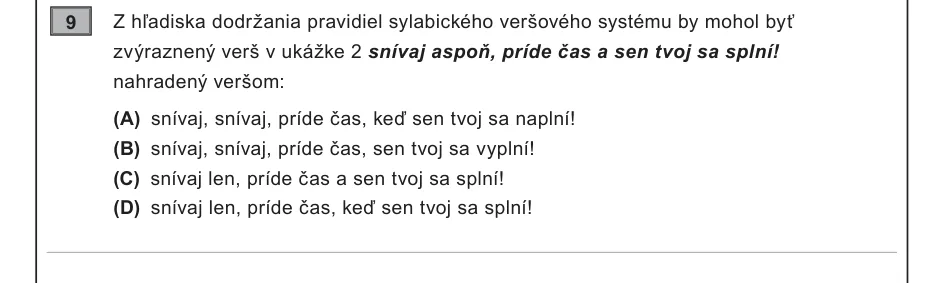 9 Z hľadiska dodržania pravidiel sylabického veršového systému by mohol byť
zvýraznený verš v ukážke 2 snívaj aspoň, príde čas a sen tvoj sa splní!
nahradený veršom:
(A) snívaj, snívaj, príde čas, keď sen tvoj sa naplní!
(B) snívaj, snívaj, príde čas, sen tvoj sa vyplní!
(C) snívaj len, príde čas a sen tvoj sa splní!
(D) snívaj len, príde čas, keď sen tvoj sa splní!